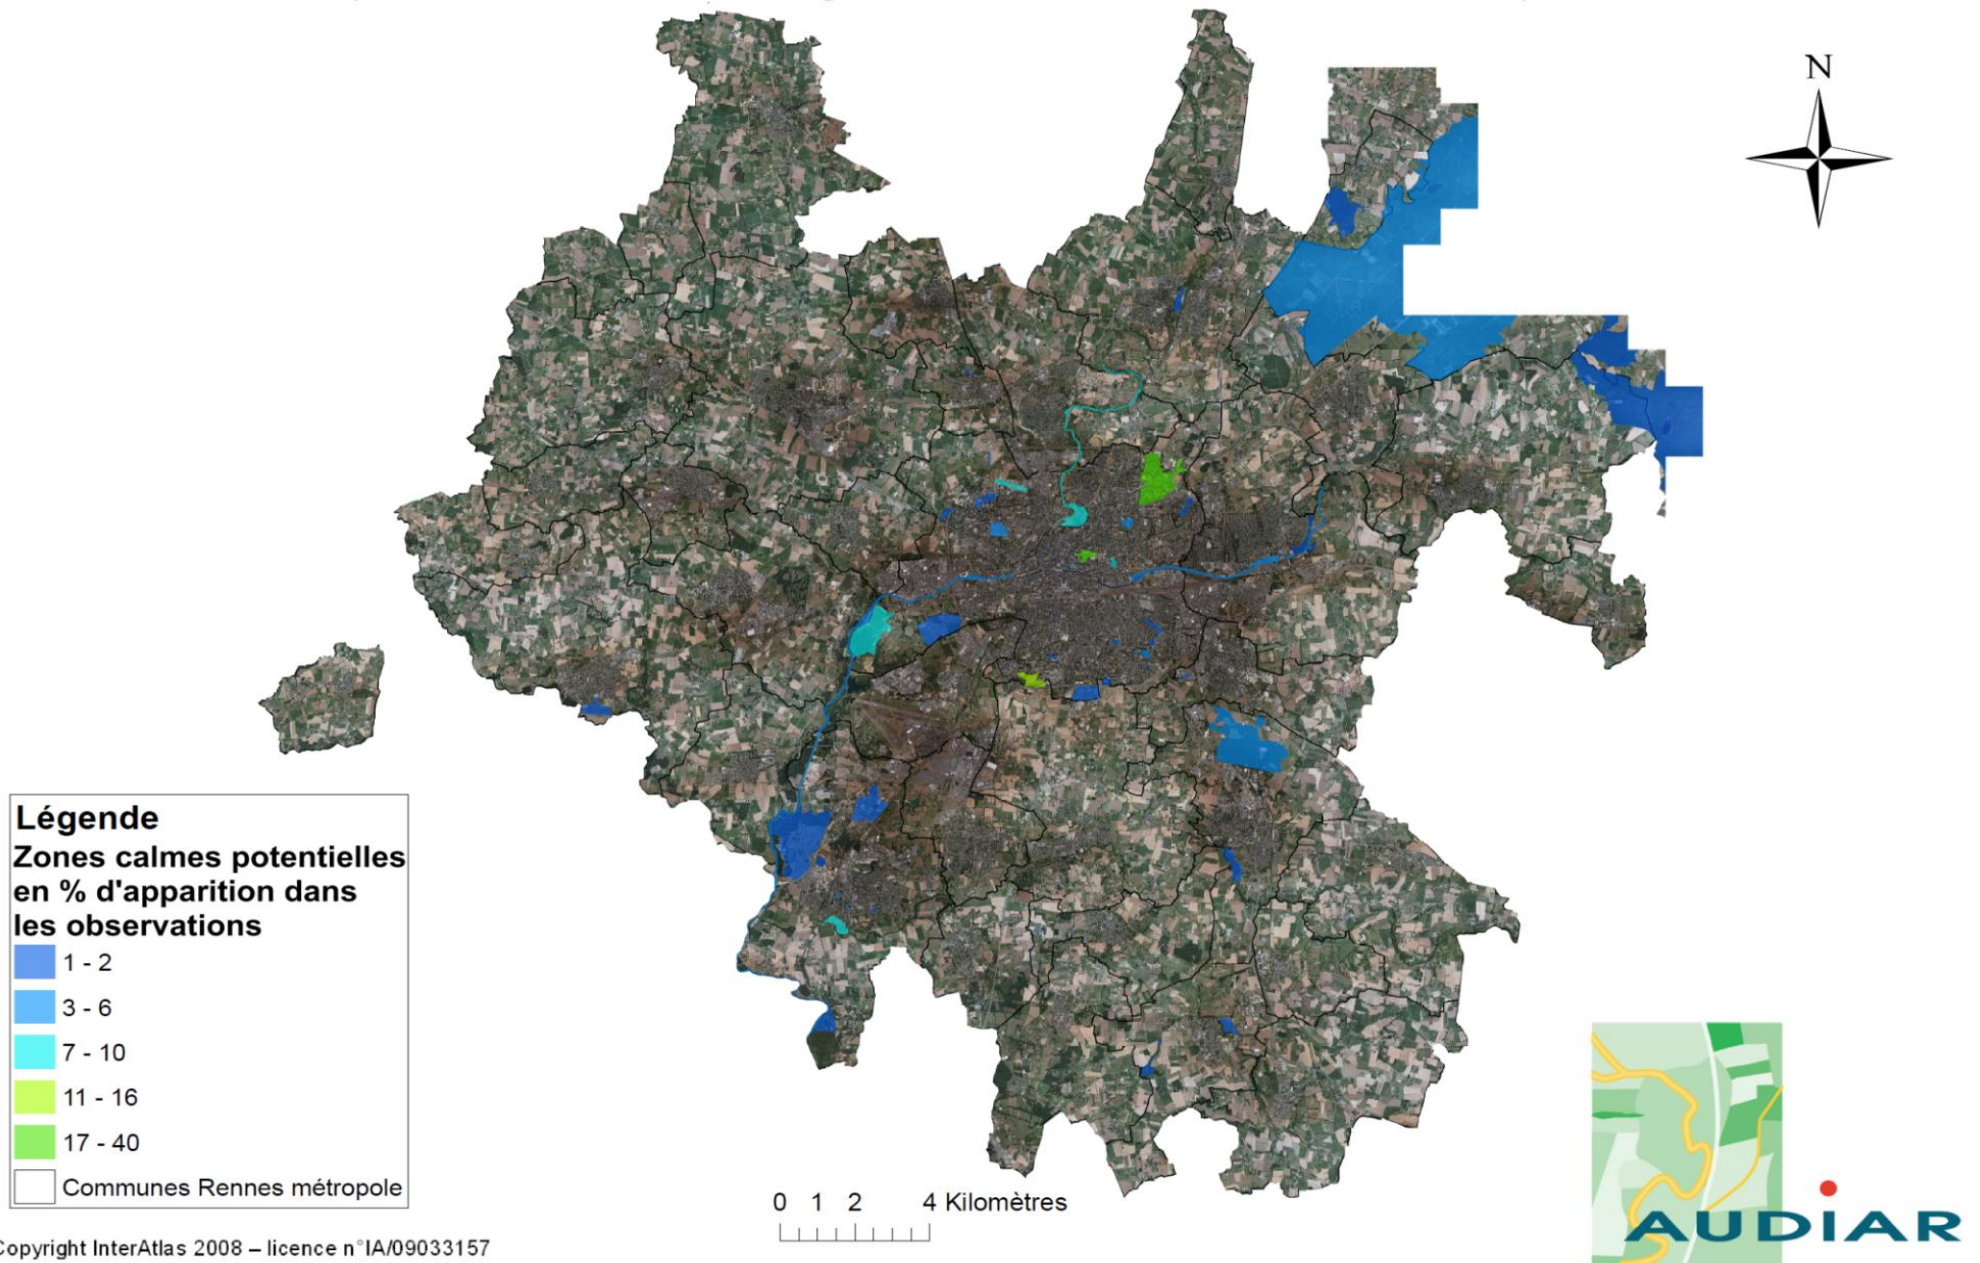 N
Légende
Zones calmes potentielles
en % d'apparition dans
les observations
1 - 2
3 - 6
7 - 10
11 - 16
17 - 40
Communes Rennes métropole
0 1 2 4 Kilomètres
Copyright InterAtlas 2008 – licence n°IA/09033157
AUDIAR